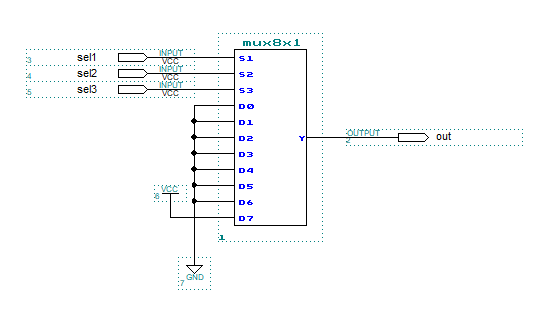 mux8x1
3 sel1 INPUT VCC S1
4 sel2 INPUT VCC S2
5 sel3 INPUT VCC S3
D0
D1
D2
Y OUTPUT 2 out
D3
D4
D5
6 VCC
D6
D7
1
7 GND